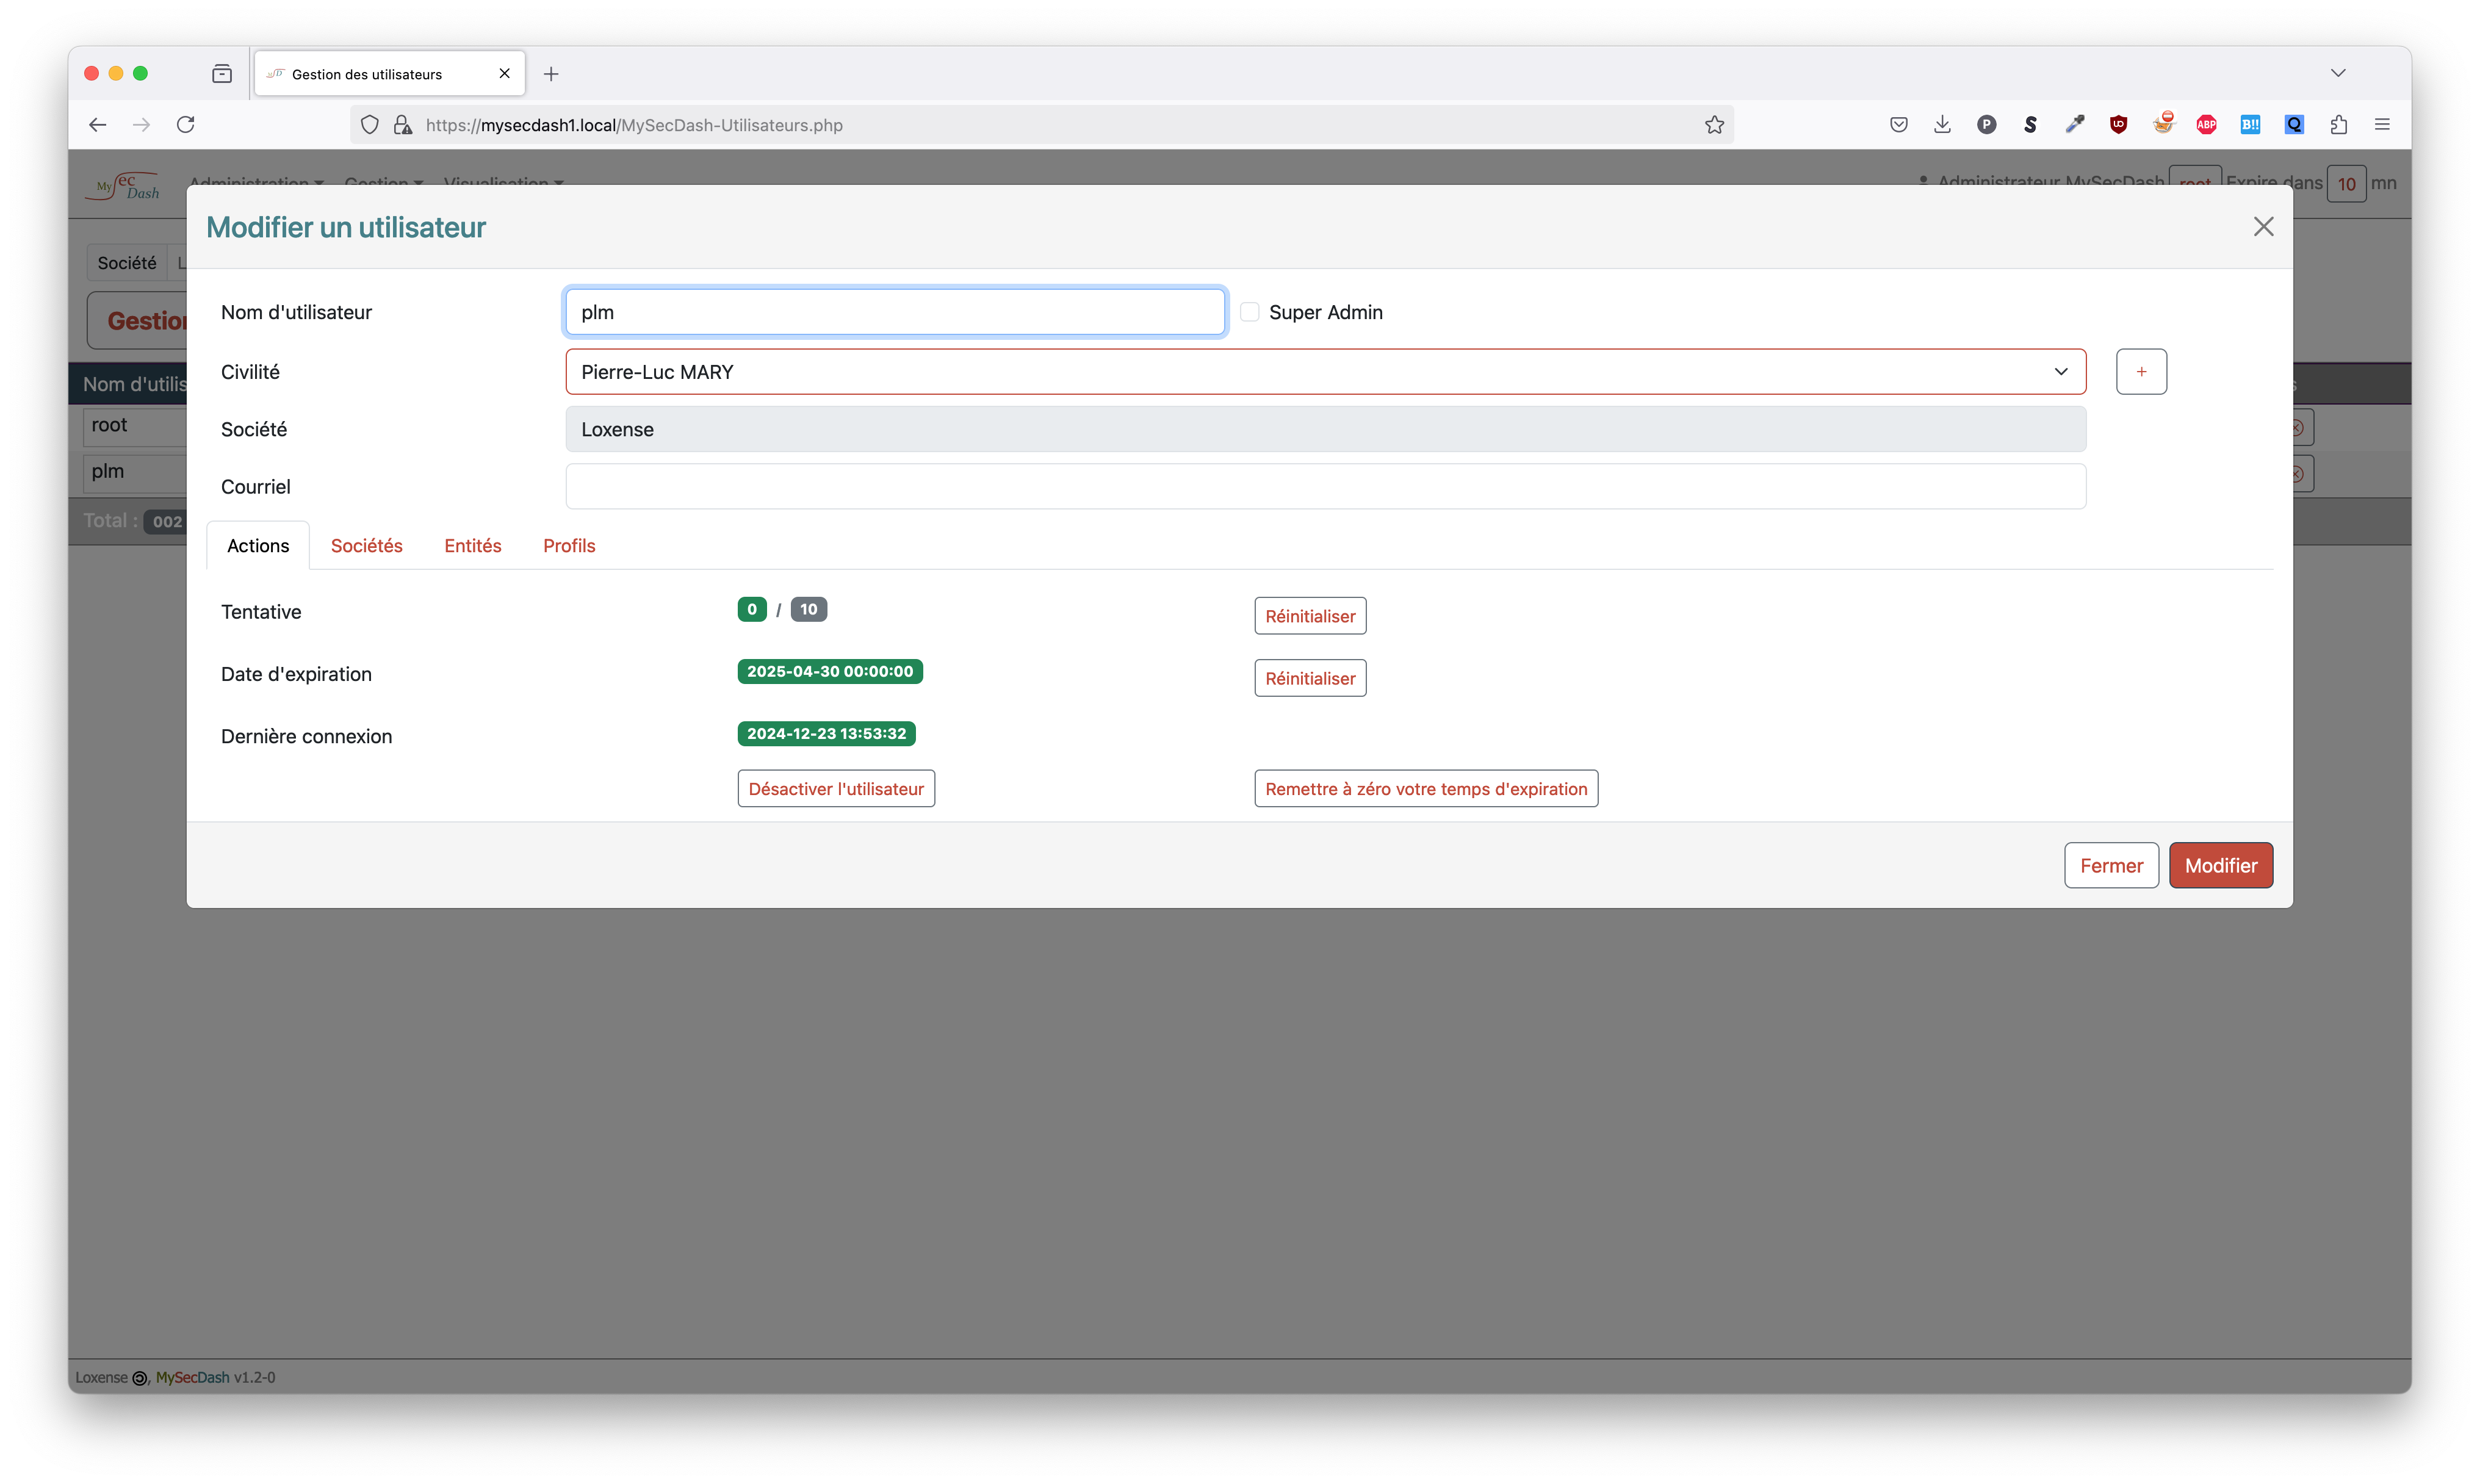 Gestion des utilisateurs
https://mysecdash1.local/MySecDash-Utilisateurs.php
My Sec Dash Administration Gestion Visualisation Administrateur MySecDash root Expire dans 10 mn
Modifier un utilisateur
Société
Gestion
Nom d'utilisateur plm Super Admin
Civilité Pierre-Luc MARY +
Nom d'utilis
Société Loxense
root
Courriel
plm
Total : 002
Actions Sociétés Entités Profils
Tentative 0 / 10 Réinitialiser
Date d'expiration 2025-04-30 00:00:00 Réinitialiser
Dernière connexion 2024-12-23 13:53:32
Désactiver l'utilisateur Remettre à zéro votre temps d'expiration
Fermer Modifier
Loxense , MySecDash v1.2-0